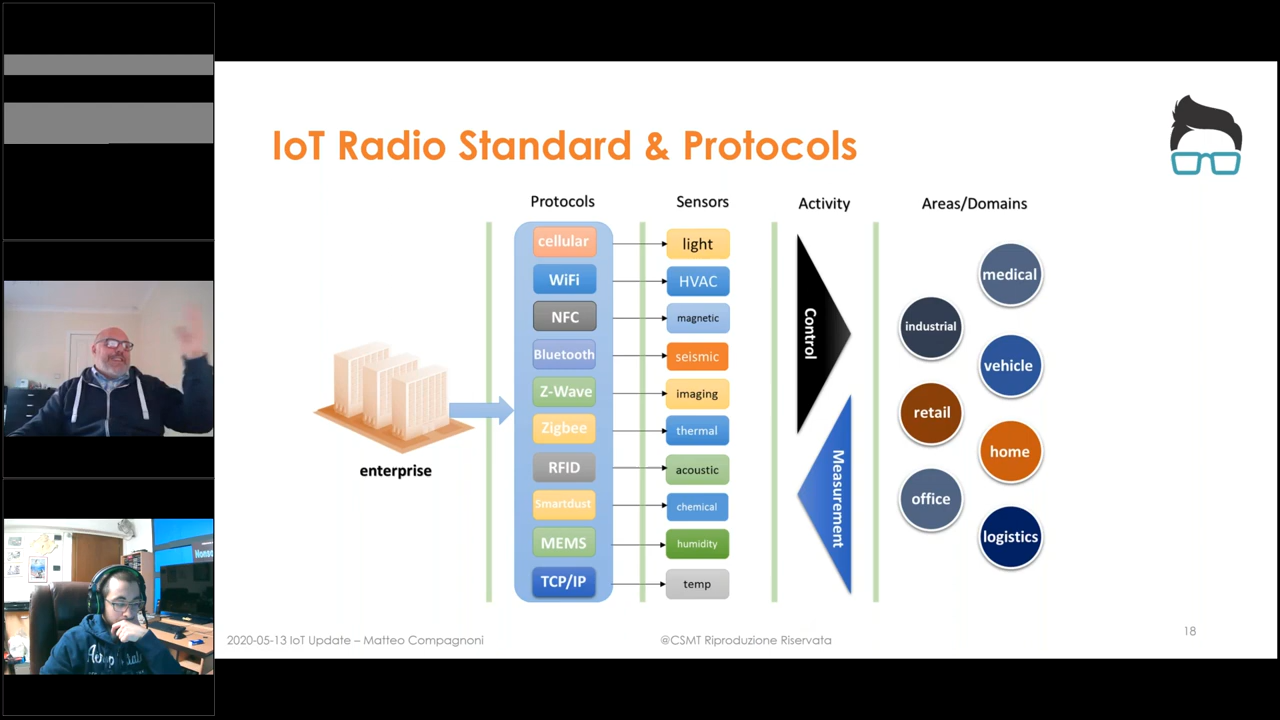 IoT Radio Standard & Protocols
Protocols
Sensors
Activity
Areas/Domains
cellular
light
WiFi
HVAC
NFC
magnetic
Bluetooth
seismic
Z-Wave
imaging
Zigbee
thermal
RFID
acoustic
Smartdust
chemical
MEMS
humidity
TCP/IP
temp
enterprise
Control
Measurement
medical
industrial
vehicle
retail
home
office
logistics
2020-05-13 IoT Update – Matteo Compagnoni
@CSMT Riproduzione Riservata
18